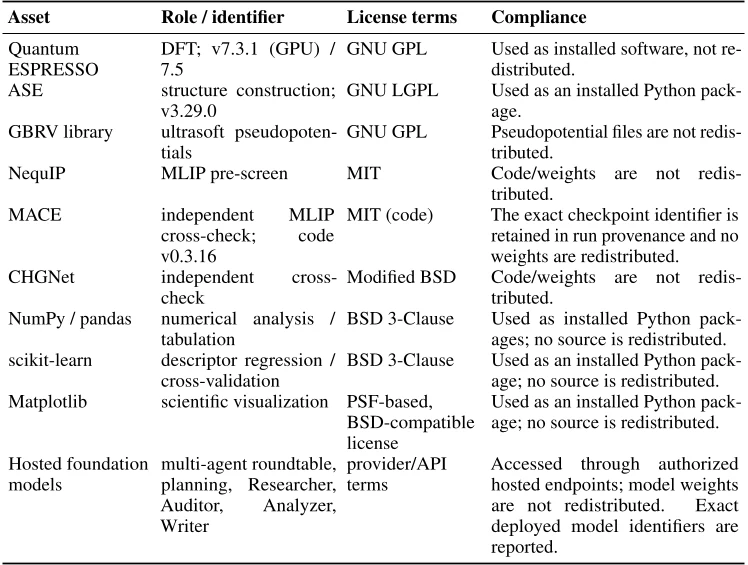 Asset Role / identifier License terms Compliance
Quantum DFT; v7.3.1 (GPU) / GNU GPL Used as installed software, not re-
ESPRESSO 7.5 distributed.
ASE structure construction; GNU LGPL Used as an installed Python pack-
v3.29.0 age.
GBRV library ultrasoft pseudopoten- GNU GPL Pseudopotential files are not redis-
tials tributed.
NequIP MLIP pre-screen MIT Code/weights are not redis-
tributed.
MACE independent MLIP MIT (code) The exact checkpoint identifier is
cross-check; code retained in run provenance and no
v0.3.16 weights are redistributed.
CHGNet independent cross- Modified BSD Code/weights are not redis-
check tributed.
NumPy / pandas numerical analysis / BSD 3-Clause Used as installed Python pack-
tabulation ages; no source is redistributed.
scikit-learn descriptor regression / BSD 3-Clause Used as an installed Python pack-
cross-validation age; no source is redistributed.
Matplotlib scientific visualization PSF-based, Used as an installed Python pack-
BSD-compatible age; no source is redistributed.
license
Hosted foundation multi-agent roundtable, provider/API Accessed through authorized
models planning, Researcher, terms hosted endpoints; model weights
Auditor, Analyzer, are not redistributed. Exact
Writer deployed model identifiers are
reported.